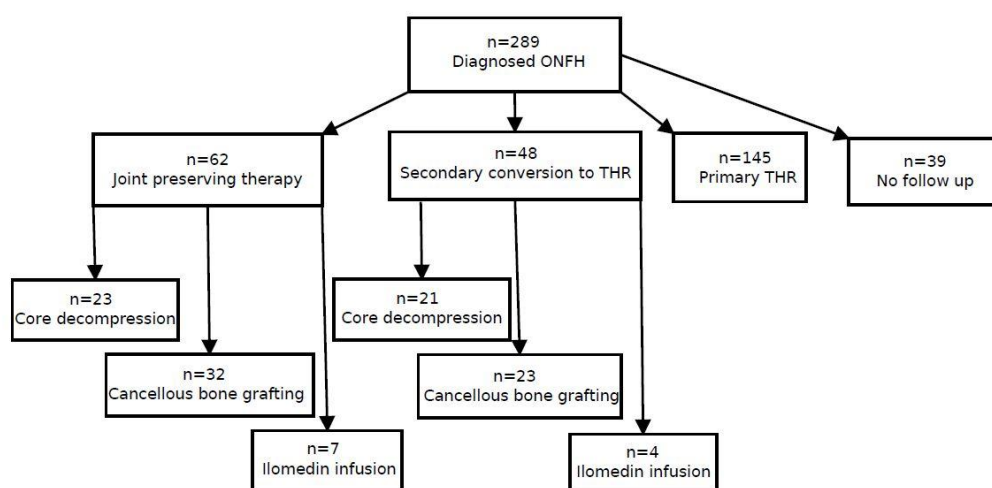 n=289
Diagnosed ONFH
n=62
Joint preserving therapy
n=48
Secondary conversion to THR
n=145
Primary THR
n=39
No follow up
n=23
Core decompression
n=21
Core decompression
n=32
Cancellous bone grafting
n=23
Cancellous bone grafting
n=7
Ilomedin infusion
n=4
Ilomedin infusion